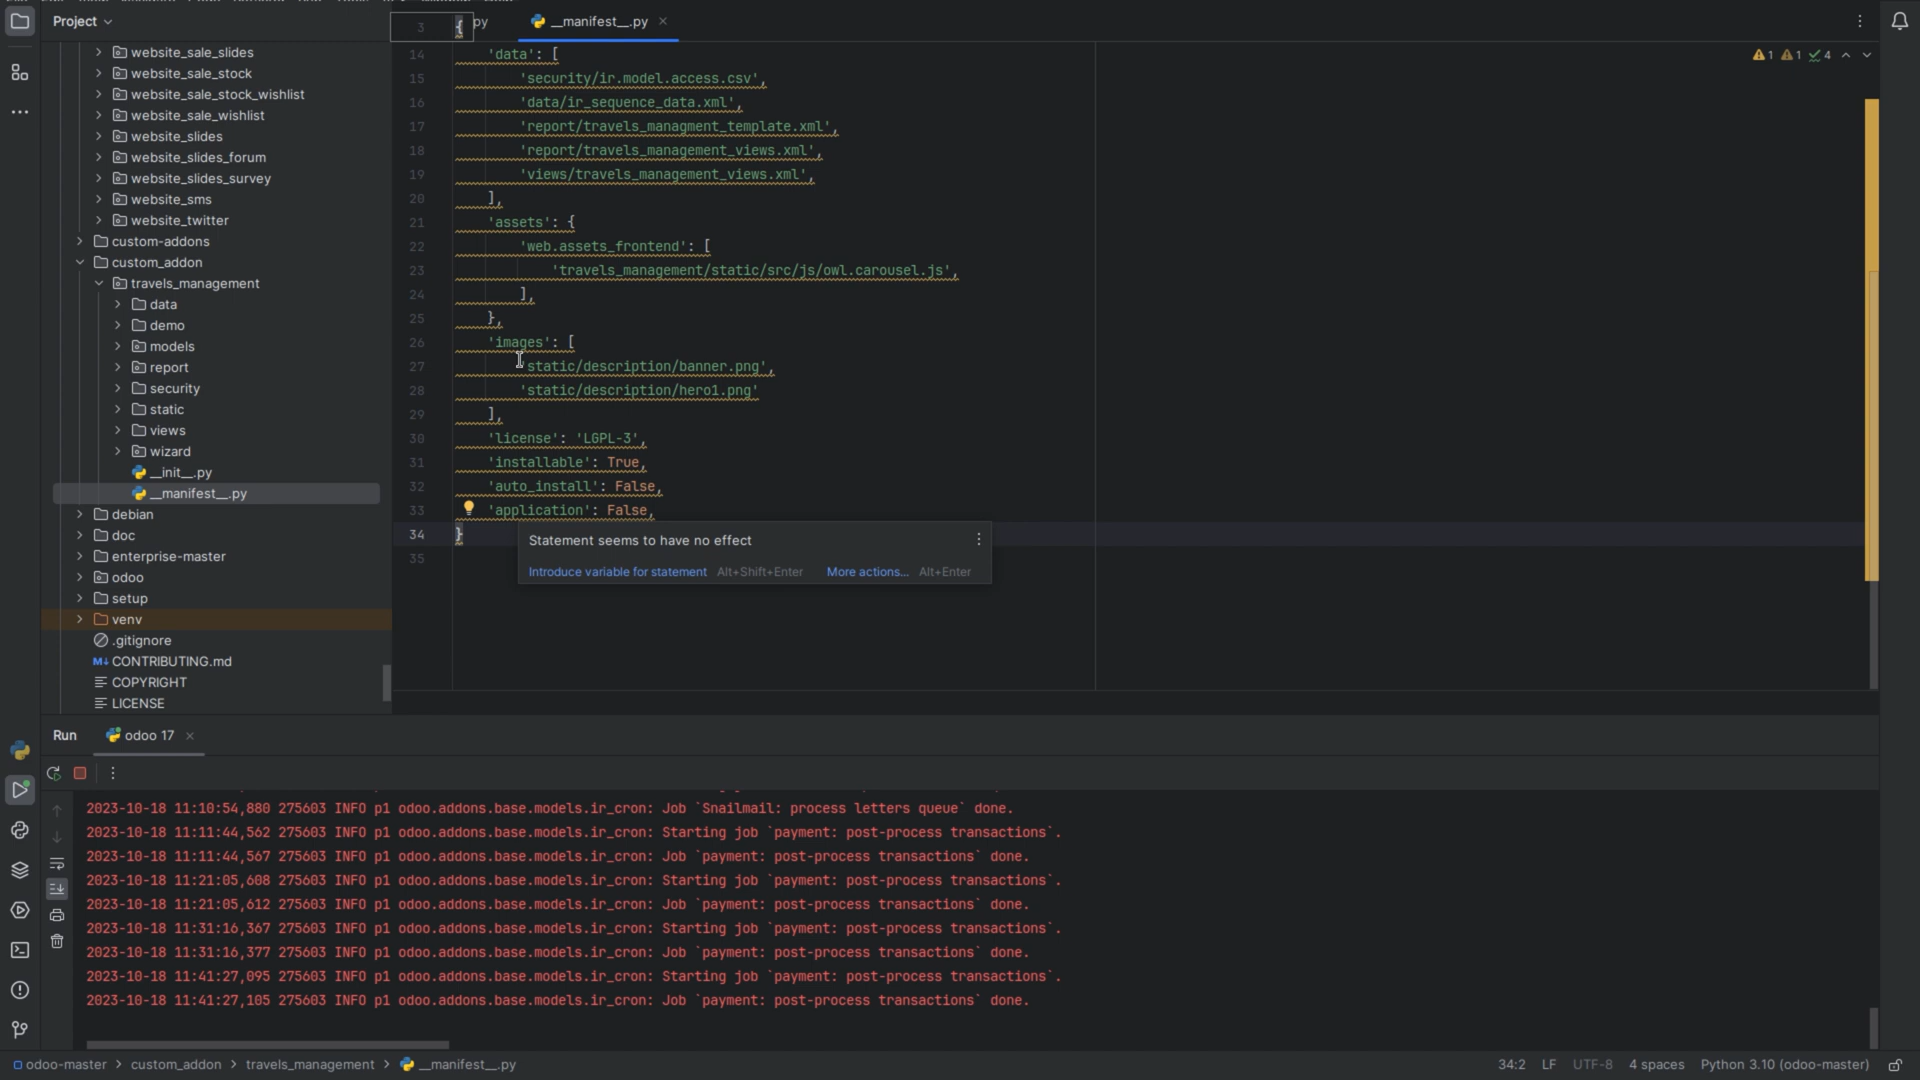 Project
py
__manifest__.py
3 {
website_sale_slides
website_sale_stock
website_sale_stock_wishlist
website_sale_wishlist
website_slides
website_slides_forum
website_slides_survey
website_sms
website_twitter
custom-addons
custom_addon
travels_management
data
demo
models
report
security
static
views
wizard
__init__.py
__manifest__.py
debian
doc
enterprise-master
odoo
setup
venv
.gitignore
CONTRIBUTING.md
COPYRIGHT
LICENSE
1 1 4
14 'data': [
15 'security/ir.model.access.csv',
16 'data/ir_sequence_data.xml',
17 'report/travels_managment_template.xml',
18 'report/travels_management_views.xml',
19 'views/travels_management_views.xml',
20 ],
21 'assets': {
22 'web.assets_frontend': [
23 'travels_management/static/src/js/owl.carousel.js',
24 ],
25 },
26 'images': [
27 'static/description/banner.png',
28 'static/description/hero1.png'
29 ],
30 'license': 'LGPL-3',
31 'installable': True,
32 'auto_install': False,
33 'application': False,
34 }
35
Statement seems to have no effect
Introduce variable for statement Alt+Shift+Enter More actions... Alt+Enter
Run odoo 17
2023-10-18 11:10:54,880 275603 INFO p1 odoo.addons.base.models.ir_cron: Job `Snailmail: process letters queue` done.
2023-10-18 11:11:44,562 275603 INFO p1 odoo.addons.base.models.ir_cron: Starting job `payment: post-process transactions`.
2023-10-18 11:11:44,567 275603 INFO p1 odoo.addons.base.models.ir_cron: Job `payment: post-process transactions` done.
2023-10-18 11:21:05,608 275603 INFO p1 odoo.addons.base.models.ir_cron: Starting job `payment: post-process transactions`.
2023-10-18 11:21:05,612 275603 INFO p1 odoo.addons.base.models.ir_cron: Job `payment: post-process transactions` done.
2023-10-18 11:31:16,367 275603 INFO p1 odoo.addons.base.models.ir_cron: Starting job `payment: post-process transactions`.
2023-10-18 11:31:16,377 275603 INFO p1 odoo.addons.base.models.ir_cron: Job `payment: post-process transactions` done.
2023-10-18 11:41:27,095 275603 INFO p1 odoo.addons.base.models.ir_cron: Starting job `payment: post-process transactions`.
2023-10-18 11:41:27,105 275603 INFO p1 odoo.addons.base.models.ir_cron: Job `payment: post-process transactions` done.
odoo-master > custom_addon > travels_management > __manifest__.py
34:2 LF UTF-8 4 spaces Python 3.10 (odoo-master)